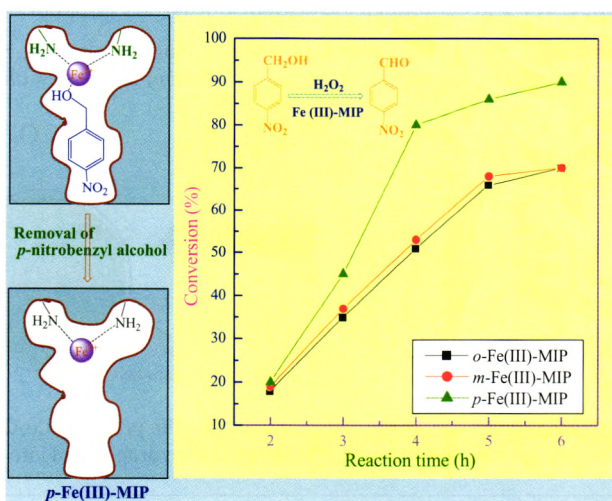 H₂N
NH₂
Fe³⁺
HO
NO₂
Removal of
p-nitrobenzyl alcohol
H₂N
NH₂
Fe³⁺
p-Fe(III)-MIP
100
90
80
70
60
50
40
30
20
10
Conversion (%)
CH₂OH
NO₂
H₂O₂
Fe (III)-MIP
CHO
NO₂
o-Fe(III)-MIP
m-Fe(III)-MIP
p-Fe(III)-MIP
2 3 4 5 6
Reaction time (h)